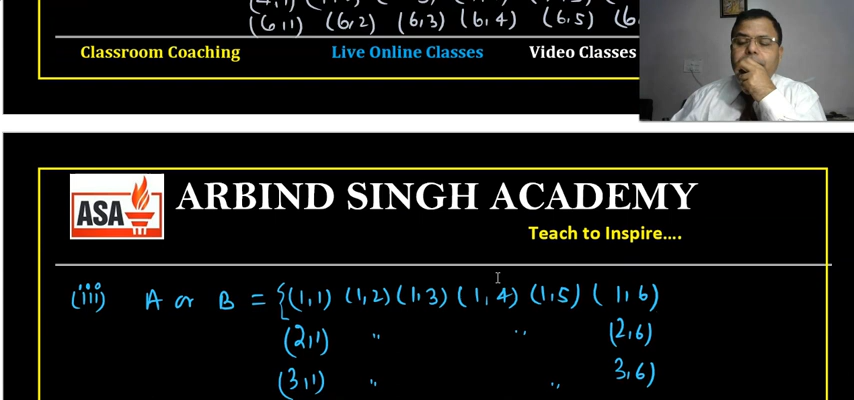 (6,1) (6,2) (6,3) (6,4) (6,5) (6,
Classroom Coaching Live Online Classes Video Classes
ASA ARBIND SINGH ACADEMY
Teach to Inspire....
(iii) A or B = {(1,1) (1,2) (1,3) (1,4) (1,5) (1,6)
(2,1) " " (2,6)
(3,1) " " 3,6)